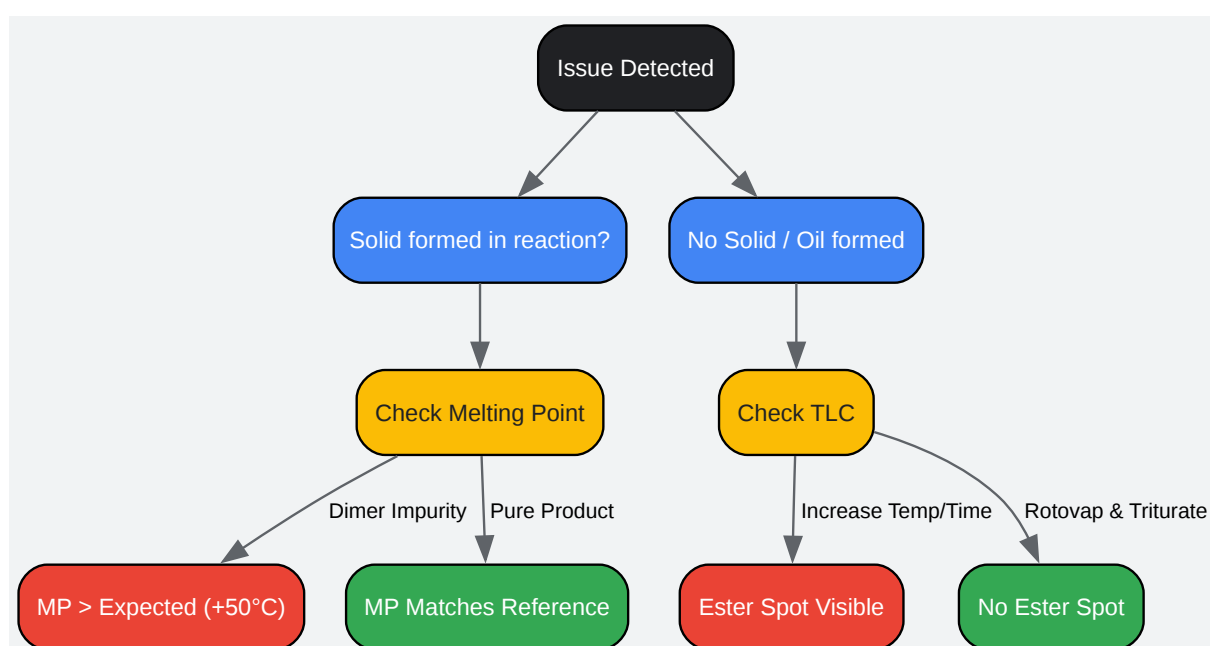 Issue Detected
Solid formed in reaction?
No Solid / Oil formed
Check Melting Point
Check TLC
Dimer Impurity
Pure Product
Increase Temp/Time
Rotovap & Triturate
MP > Expected (+50°C)
MP Matches Reference
Ester Spot Visible
No Ester Spot